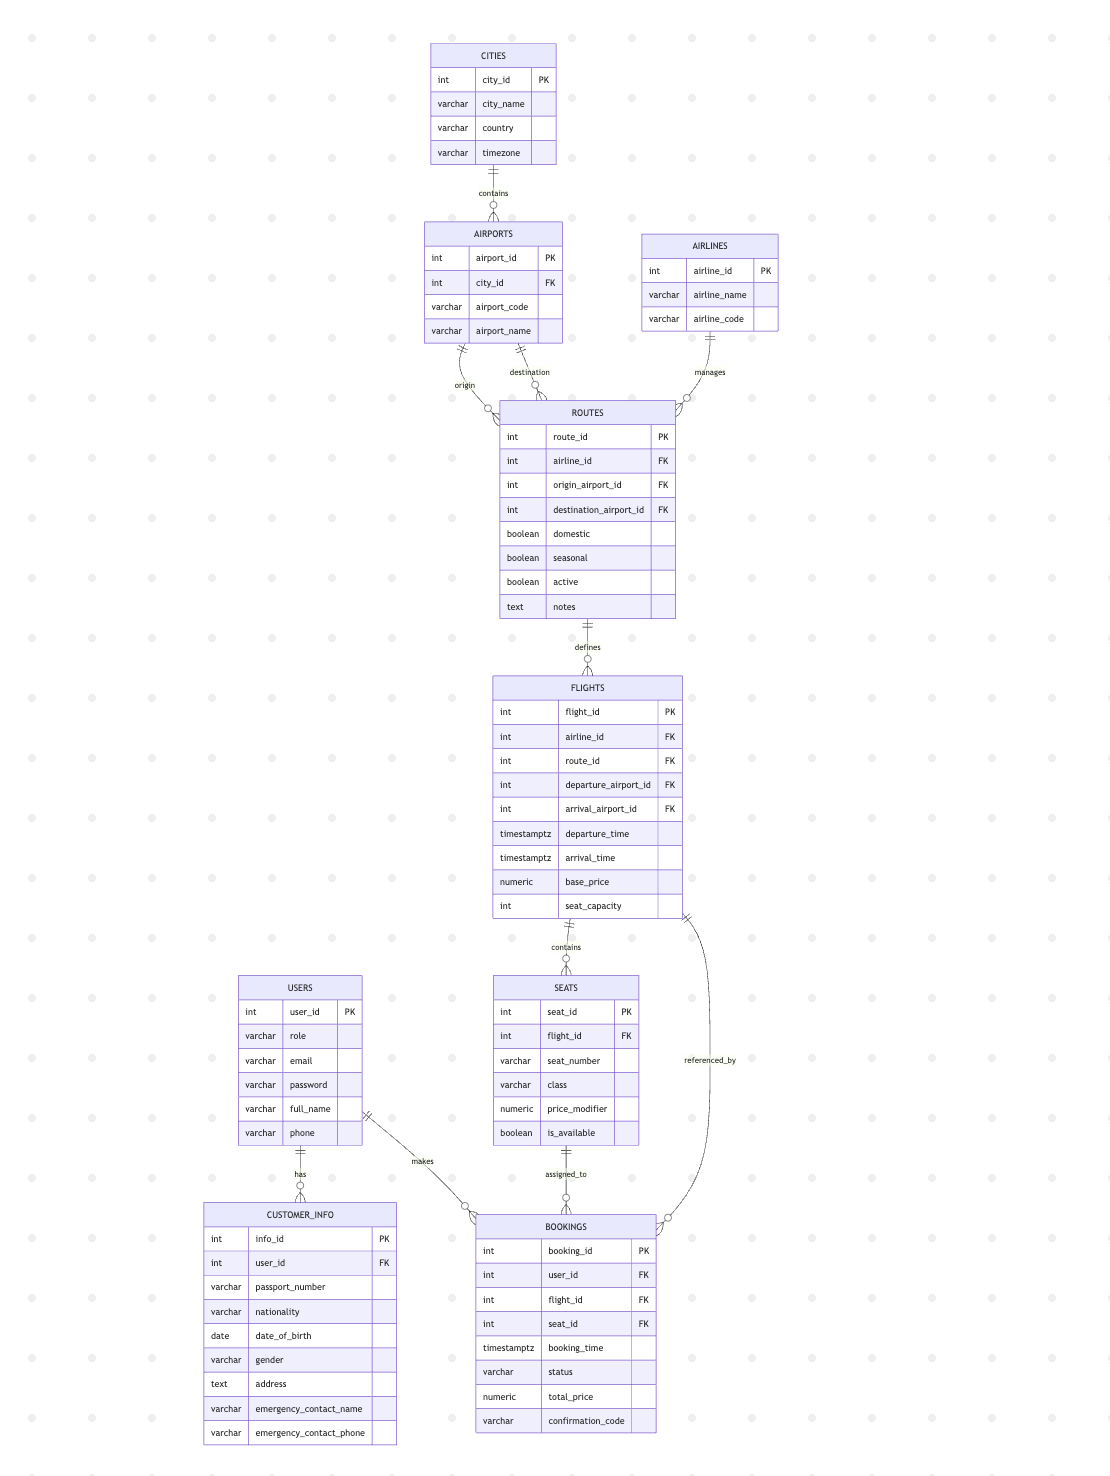 CITIES
int city_id PK
varchar city_name
varchar country
varchar timezone
contains
AIRPORTS
int airport_id PK
int city_id FK
varchar airport_code
varchar airport_name
AIRLINES
int airline_id PK
varchar airline_name
varchar airline_code
origin
destination
manages
ROUTES
int route_id PK
int airline_id FK
int origin_airport_id FK
int destination_airport_id FK
boolean domestic
boolean seasonal
boolean active
text notes
defines
FLIGHTS
int flight_id PK
int airline_id FK
int route_id FK
int departure_airport_id FK
int arrival_airport_id FK
timestamptz departure_time
timestamptz arrival_time
numeric base_price
int seat_capacity
contains
referenced_by
USERS
int user_id PK
varchar role
varchar email
varchar password
varchar full_name
varchar phone
SEATS
int seat_id PK
int flight_id FK
varchar seat_number
varchar class
numeric price_modifier
boolean is_available
has
makes
assigned_to
CUSTOMER_INFO
int info_id PK
int user_id FK
varchar passport_number
varchar nationality
date date_of_birth
varchar gender
text address
varchar emergency_contact_name
varchar emergency_contact_phone
BOOKINGS
int booking_id PK
int user_id FK
int flight_id FK
int seat_id FK
timestamptz booking_time
varchar status
numeric total_price
varchar confirmation_code